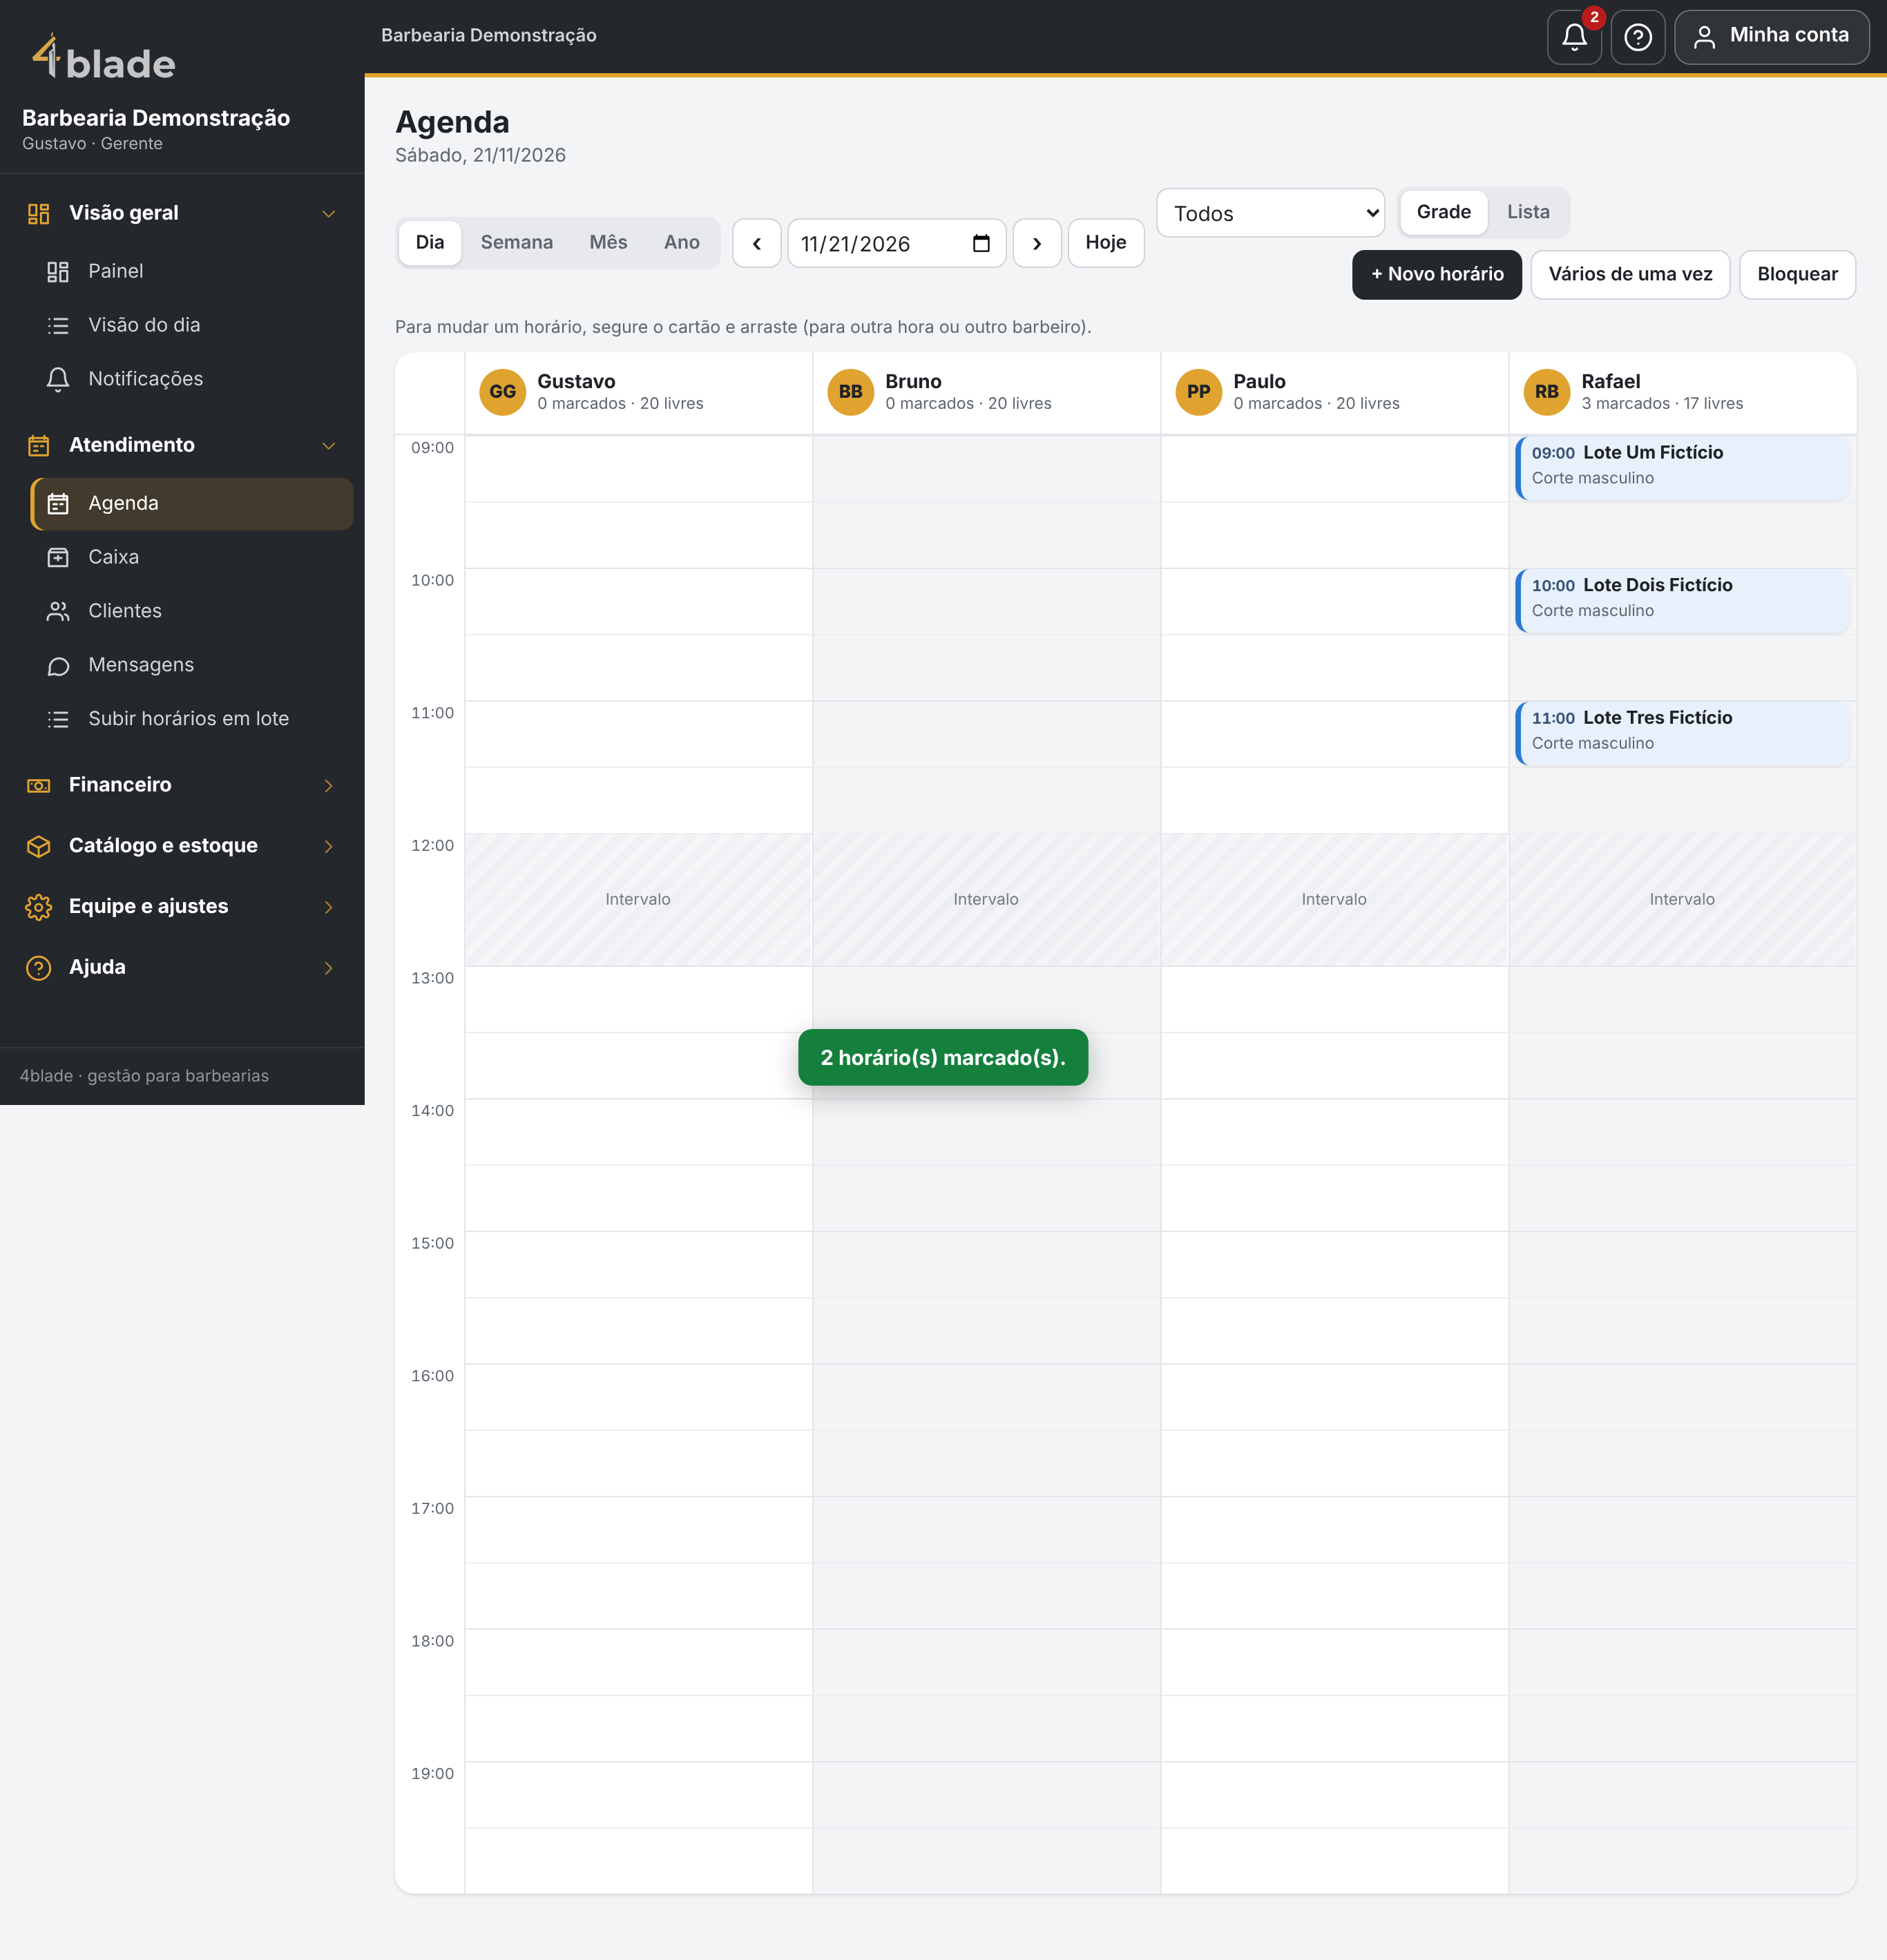 4blade
Barbearia Demonstração
Gustavo · Gerente
Visão geral
Painel
Visão do dia
Notificações
Atendimento
Agenda
Caixa
Clientes
Mensagens
Subir horários em lote
Financeiro
Catálogo e estoque
Equipe e ajustes
Ajuda
4blade · gestão para barbearias
Barbearia Demonstração
2
Minha conta
Agenda
Sábado, 21/11/2026
Dia Semana Mês Ano
‹ 11/21/2026 › Hoje
Todos
Grade Lista
+ Novo horário Vários de uma vez Bloquear
Para mudar um horário, segure o cartão e arraste (para outra hora ou outro barbeiro).
GG Gustavo
0 marcados · 20 livres
BB Bruno
0 marcados · 20 livres
PP Paulo
0 marcados · 20 livres
RB Rafael
3 marcados · 17 livres
09:00
09:00 Lote Um Fictício
Corte masculino
10:00
10:00 Lote Dois Fictício
Corte masculino
11:00
11:00 Lote Tres Fictício
Corte masculino
12:00
Intervalo Intervalo Intervalo Intervalo
13:00
2 horário(s) marcado(s).
14:00
15:00
16:00
17:00
18:00
19:00